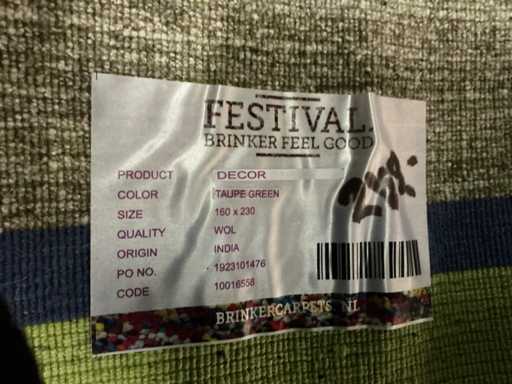 FESTIVAL.
BRINKER FEEL GOOD
PRODUCT DECOR
COLOR TAUPE GREEN
SIZE 160 x 230
QUALITY WOL
ORIGIN INDIA
PO NO. 1923101476
CODE 10016558
BRINKERCARPETS NL